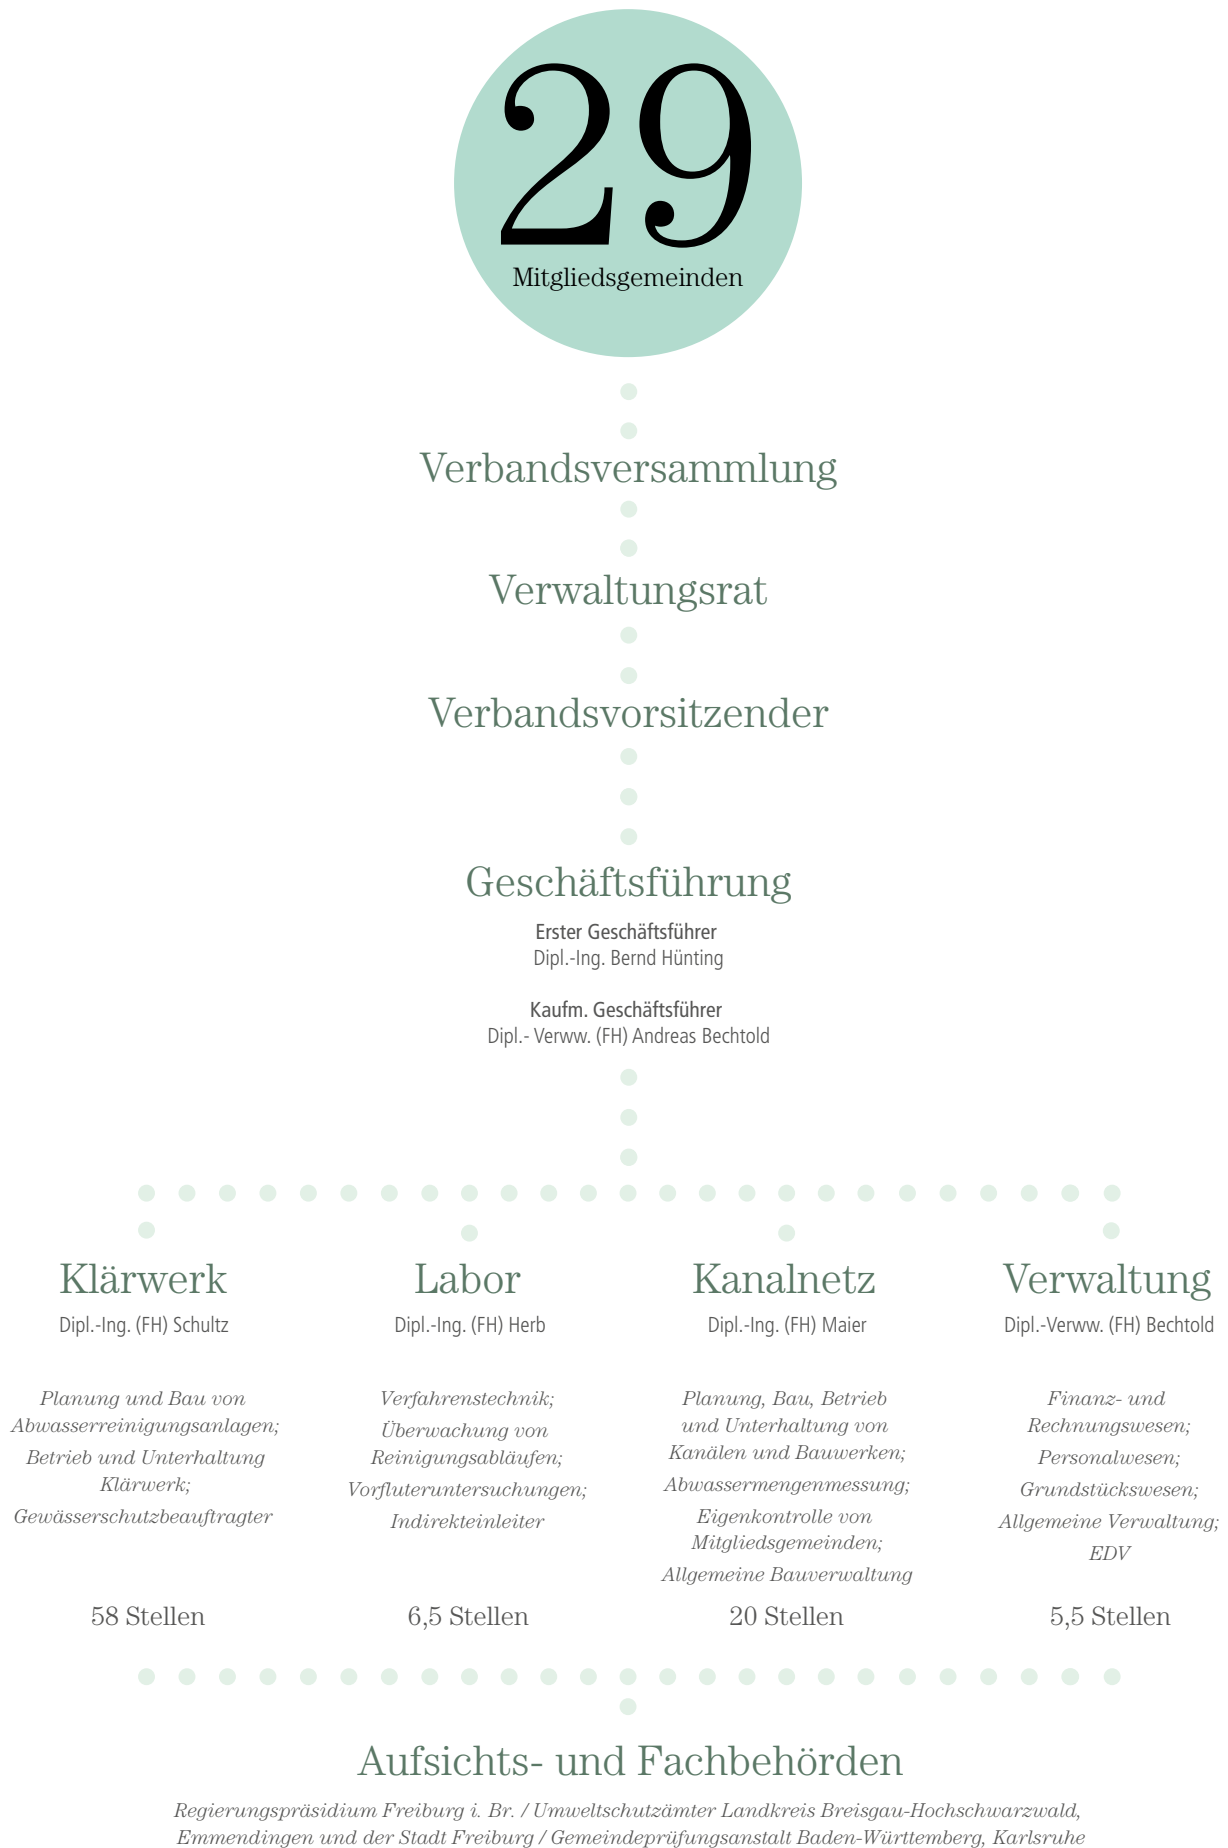 29
Mitgliedsgemeinden
Verbandsversammlung
Verwaltungsrat
Verbandsvorsitzender
Geschäftsführung
Erster Geschäftsführer
Dipl.-Ing. Bernd Hünting
Kaufm. Geschäftsführer
Dipl.- Verww. (FH) Andreas Bechtold
Klärwerk
Dipl.-Ing. (FH) Schultz
Planung und Bau von
Abwasserreinigungsanlagen;
Betrieb und Unterhaltung
Klärwerk;
Gewässerschutzbeauftragter
58 Stellen
Labor
Dipl.-Ing. (FH) Herb
Verfahrenstechnik;
Überwachung von
Reinigungsabläufen;
Vorfluteruntersuchungen;
Indirekteinleiter
6,5 Stellen
Kanalnetz
Dipl.-Ing. (FH) Maier
Planung, Bau, Betrieb
und Unterhaltung von
Kanälen und Bauwerken;
Abwassermengenmessung;
Eigenkontrolle von
Mitgliedsgemeinden;
Allgemeine Bauverwaltung
20 Stellen
Verwaltung
Dipl.-Verww. (FH) Bechtold
Finanz- und
Rechnungswesen;
Personalwesen;
Grundstückswesen;
Allgemeine Verwaltung;
EDV
5,5 Stellen
Aufsichts- und Fachbehörden
Regierungspräsidium Freiburg i. Br. / Umweltschutzämter Landkreis Breisgau-Hochschwarzwald,
Emmendingen und der Stadt Freiburg / Gemeindeprüfungsanstalt Baden-Württemberg, Karlsruhe